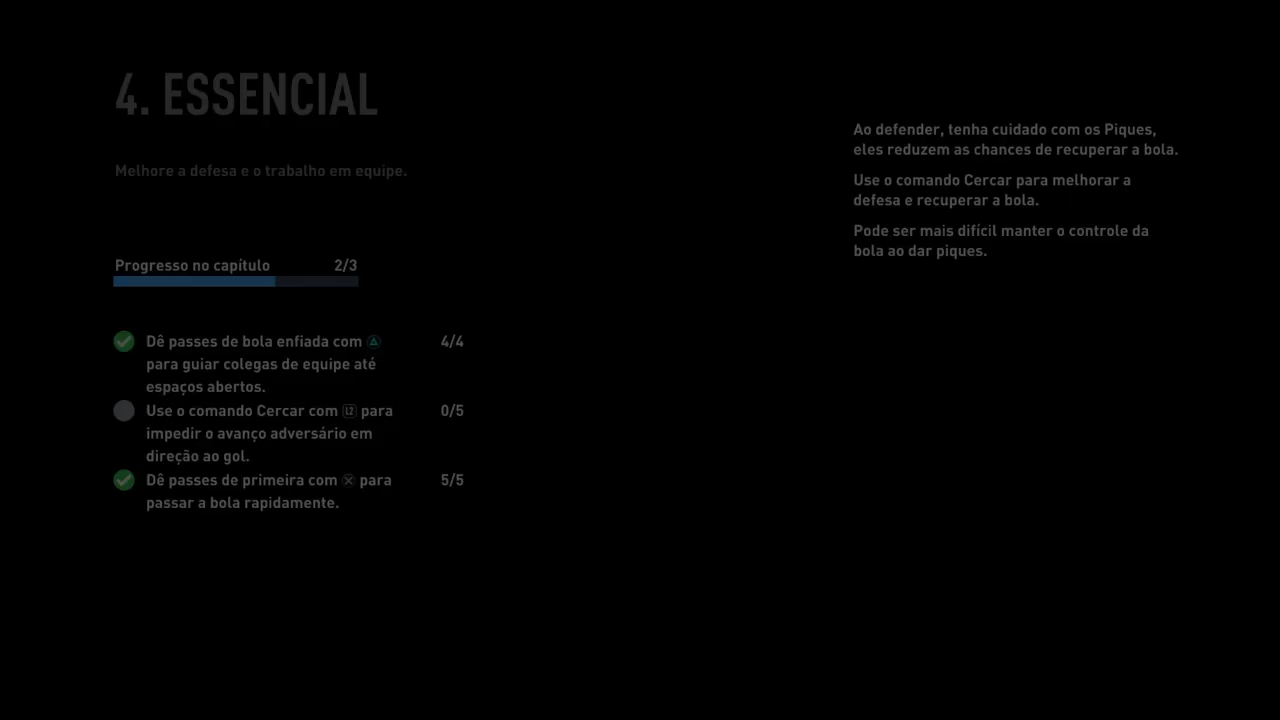 4. ESSENCIAL
Melhore a defesa e o trabalho em equipe.
Progresso no capítulo 2/3
Dê passes de bola enfiada com △ 4/4
para guiar colegas de equipe até
espaços abertos.
Use o comando Cercar com L2 para 0/5
impedir o avanço adversário em
direção ao gol.
Dê passes de primeira com ✕ para 5/5
passar a bola rapidamente.
Ao defender, tenha cuidado com os Piques,
eles reduzem as chances de recuperar a bola.
Use o comando Cercar para melhorar a
defesa e recuperar a bola.
Pode ser mais difícil manter o controle da
bola ao dar piques.